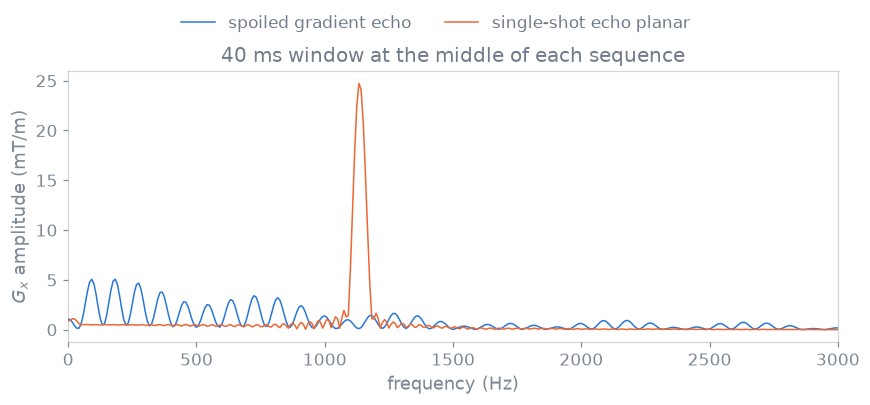 spoiled gradient echo single-shot echo planar
40 ms window at the middle of each sequence
25
20
15
10
5
0
Gₓ amplitude (mT/m)
0 500 1000 1500 2000 2500 3000
frequency (Hz)